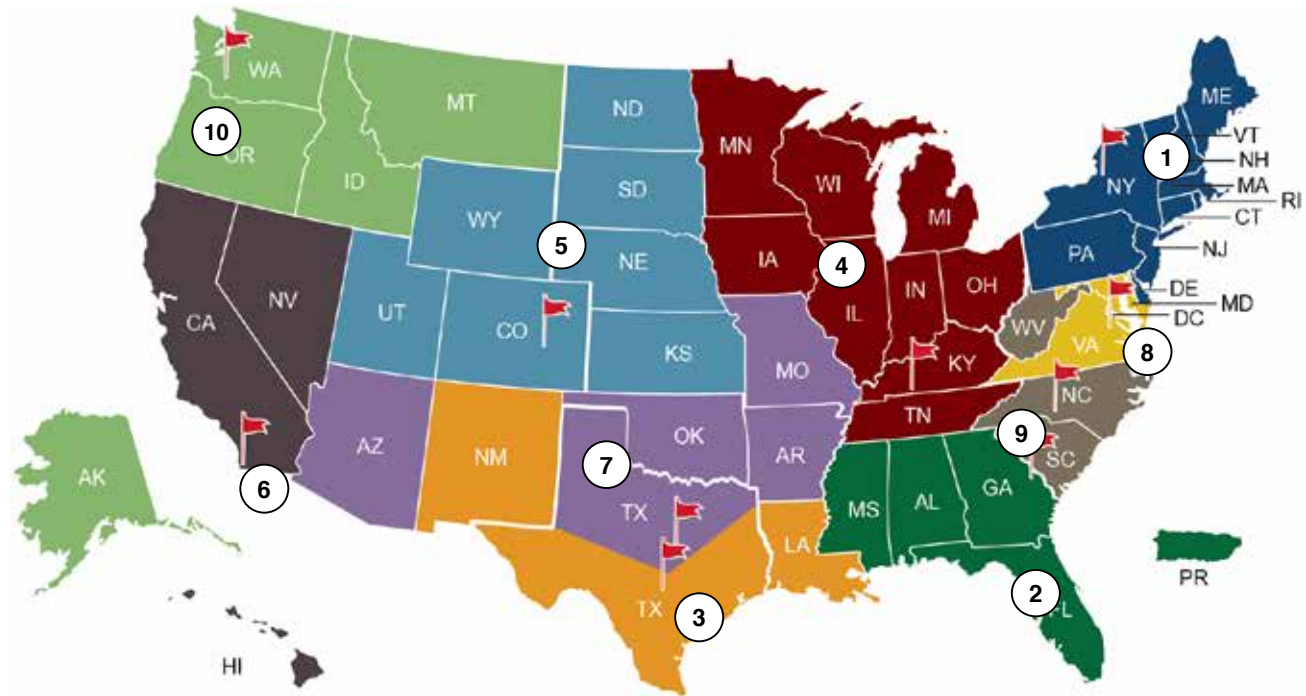 WA
MT
ND
ME
MN
VT
10
OR
1
NH
ID
SD
WI
NY
MA
MI
RI
WY
CT
5
NE
4
IA
PA
NJ
NV
IN
OH
CA
UT
CO
IL
DE
MD
WV
DC
VA
KS
KY
8
MO
NC
TN
AZ
OK
9
NM
7
AR
SC
AK
6
GA
TX
MS
AL
LA
PR
2
TX
3
FL
HI